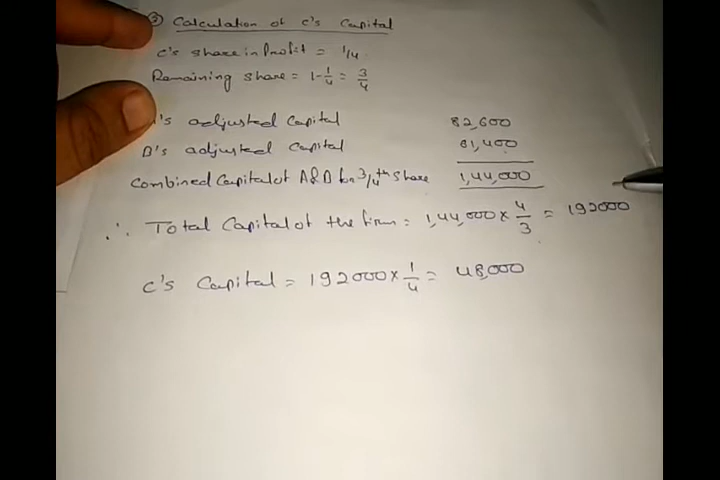 ③ Calculation of C's Capital
C's share in Profit = 1/4
Remaining share = 1-1/4 = 3/4
's adjusted Capital 82,600
B's adjusted Capital 61,400
Combined Capital of A&B for 3/4th share 1,44,000
∴ Total Capital of the firm = 1,44,000 × 4/3 = 192000
C's Capital = 192000 × 1/4 = 48,000